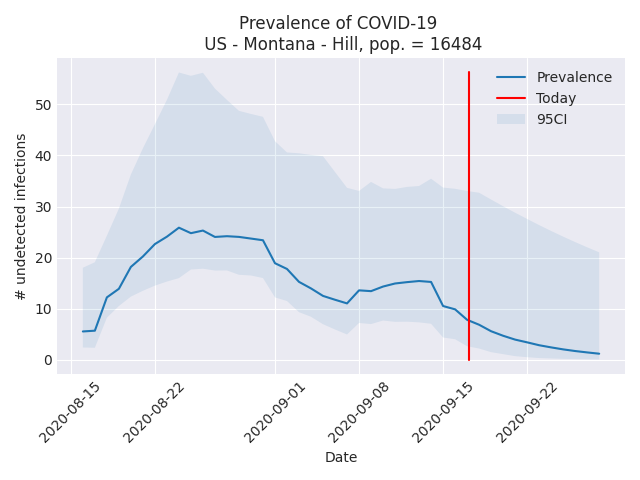 Prevalence of COVID-19
US - Montana - Hill, pop. = 16484
Prevalence
Today
95CI
# undetected infections
50
40
30
20
10
0
2020-08-15
2020-08-22
2020-09-01
2020-09-08
2020-09-15
2020-09-22
Date